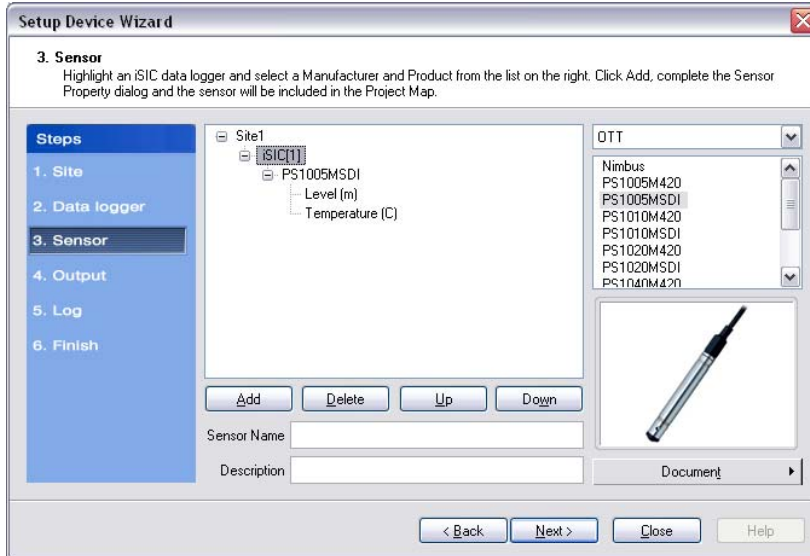 Setup Device Wizard
3. Sensor
Highlight an iSIC data logger and select a Manufacturer and Product from the list on the right. Click Add, complete the Sensor
Property dialog and the sensor will be included in the Project Map.
Steps
1. Site
2. Data logger
3. Sensor
4. Output
5. Log
6. Finish
Site1
iSIC[1]
PS1005MSDI
Level (m)
Temperature (C)
Add
Delete
Up
Down
Sensor Name
Description
OTT
Nimbus
PS1005M420
PS1005MSDI
PS1010M420
PS1010MSDI
PS1020M420
PS1020MSDI
PS1040M420
Document
< Back
Next >
Close
Help